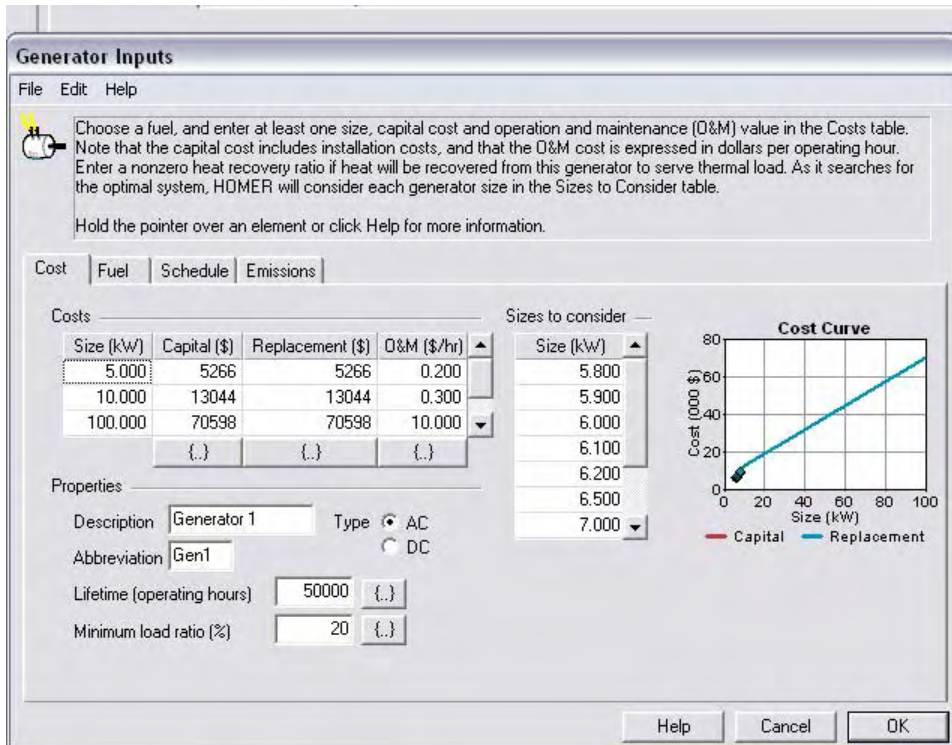 Generator Inputs
File Edit Help
Choose a fuel, and enter at least one size, capital cost and operation and maintenance (O&M) value in the Costs table.
Note that the capital cost includes installation costs, and that the O&M cost is expressed in dollars per operating hour.
Enter a nonzero heat recovery ratio if heat will be recovered from this generator to serve thermal load. As it searches for
the optimal system, HOMER will consider each generator size in the Sizes to Consider table.
Hold the pointer over an element or click Help for more information.
Cost Fuel Schedule Emissions
Costs
Size (kW) Capital ($) Replacement ($) O&M ($/hr)
5.000 5266 5266 0.200
10.000 13044 13044 0.300
100.000 70598 70598 10.000
{..} {..} {..}
Sizes to consider
Size (kW)
5.800
5.900
6.000
6.100
6.200
6.500
7.000
Cost Curve
80
60
40
20
0
Cost (000 $)
0 20 40 60 80 100
Size (kW)
Capital Replacement
Properties
Description Generator 1 Type AC
DC
Abbreviation Gen1
Lifetime (operating hours) 50000 {..}
Minimum load ratio (%) 20 {..}
Help Cancel OK